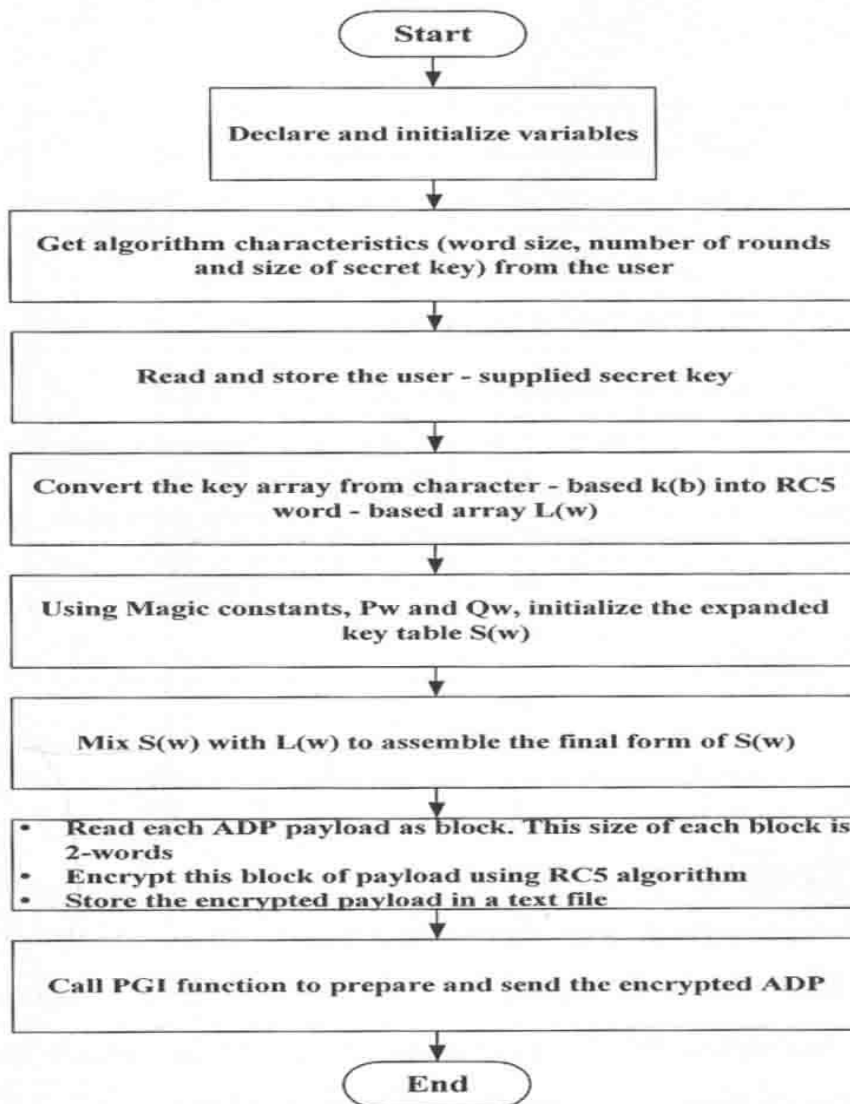 Start
Declare and initialize variables
Get algorithm characteristics (word size, number of rounds
and size of secret key) from the user
Read and store the user - supplied secret key
Convert the key array from character - based k(b) into RC5
word - based array L(w)
Using Magic constants, Pw and Qw, initialize the expanded
key table S(w)
Mix S(w) with L(w) to assemble the final form of S(w)
• Read each ADP payload as block. This size of each block is
2-words
• Encrypt this block of payload using RC5 algorithm
• Store the encrypted payload in a text file
Call PGI function to prepare and send the encrypted ADP
End